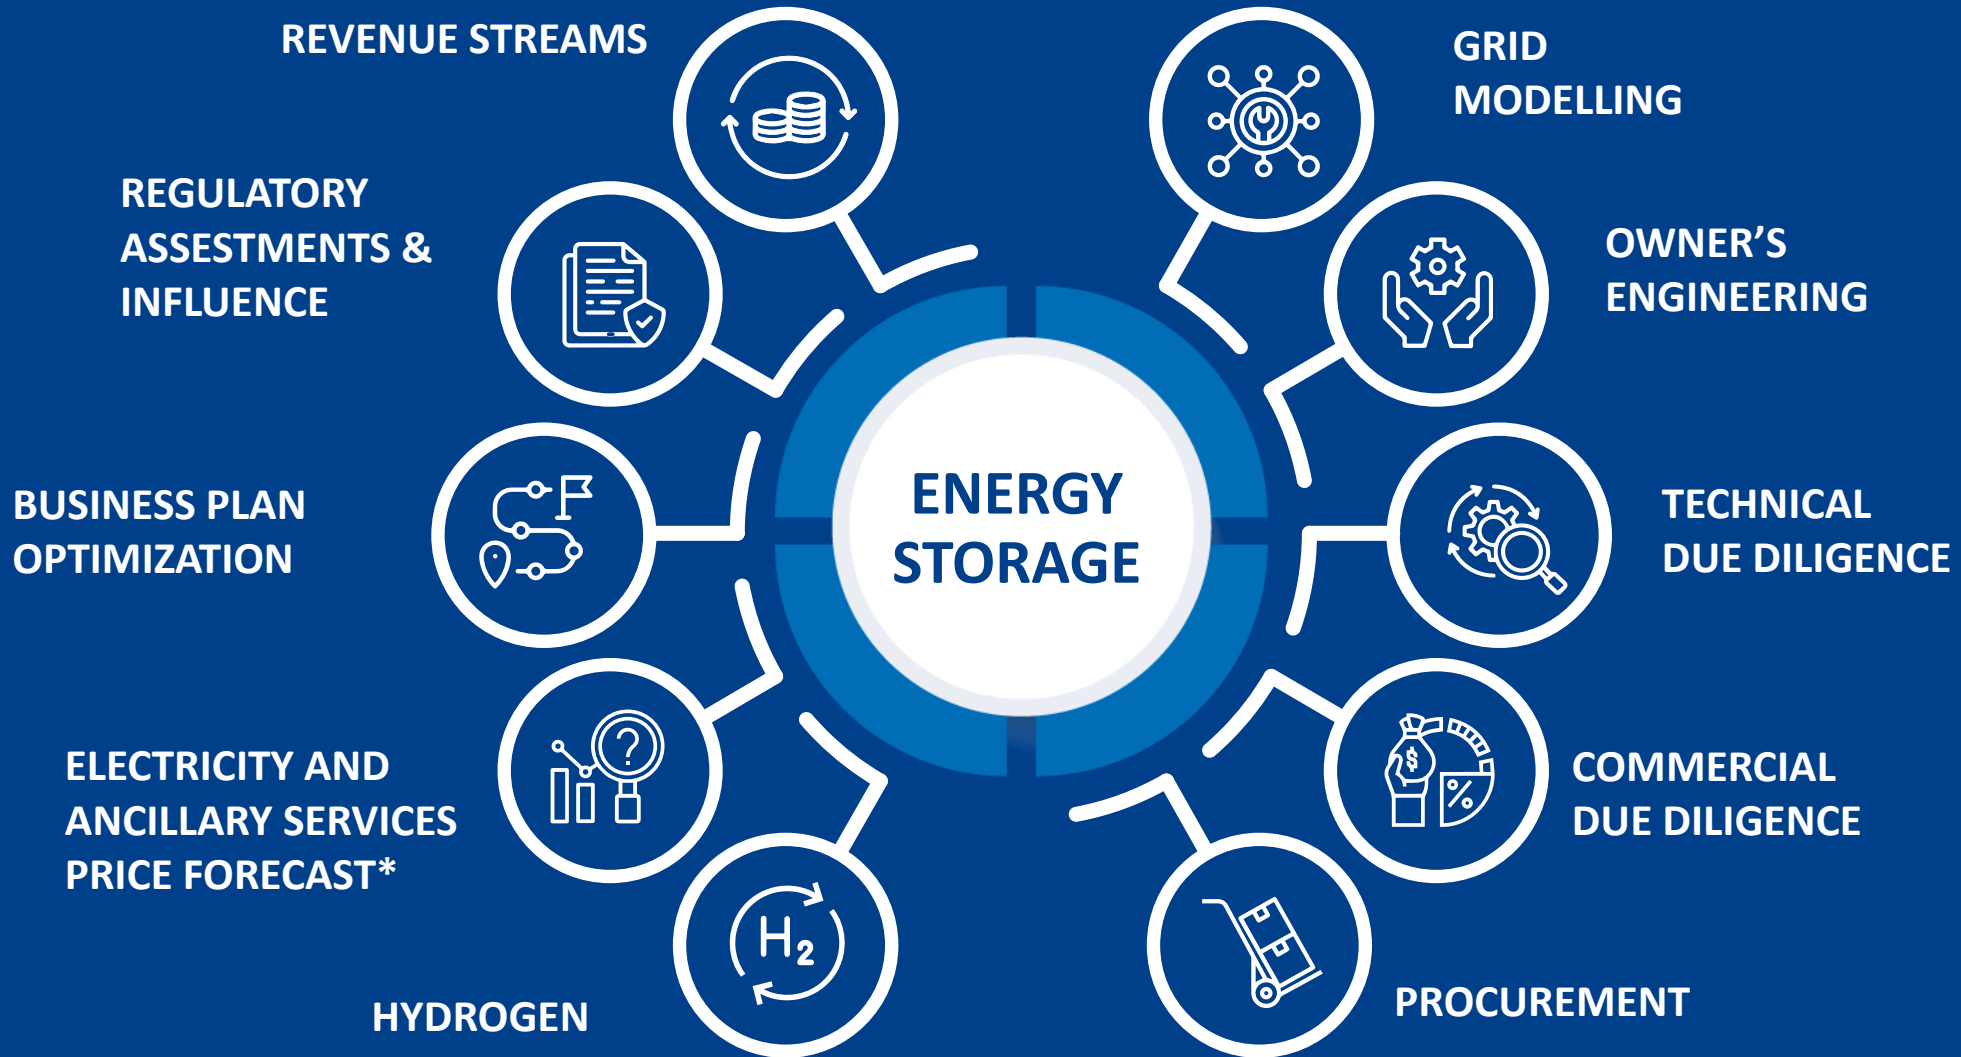 REVENUE STREAMS
REGULATORY
ASSESTMENTS &
INFLUENCE
BUSINESS PLAN
OPTIMIZATION
ELECTRICITY AND
ANCILLARY SERVICES
PRICE FORECAST*
HYDROGEN
H2
ENERGY
STORAGE
GRID
MODELLING
OWNER’S
ENGINEERING
TECHNICAL
DUE DILIGENCE
COMMERCIAL
DUE DILIGENCE
PROCUREMENT
?
$
%